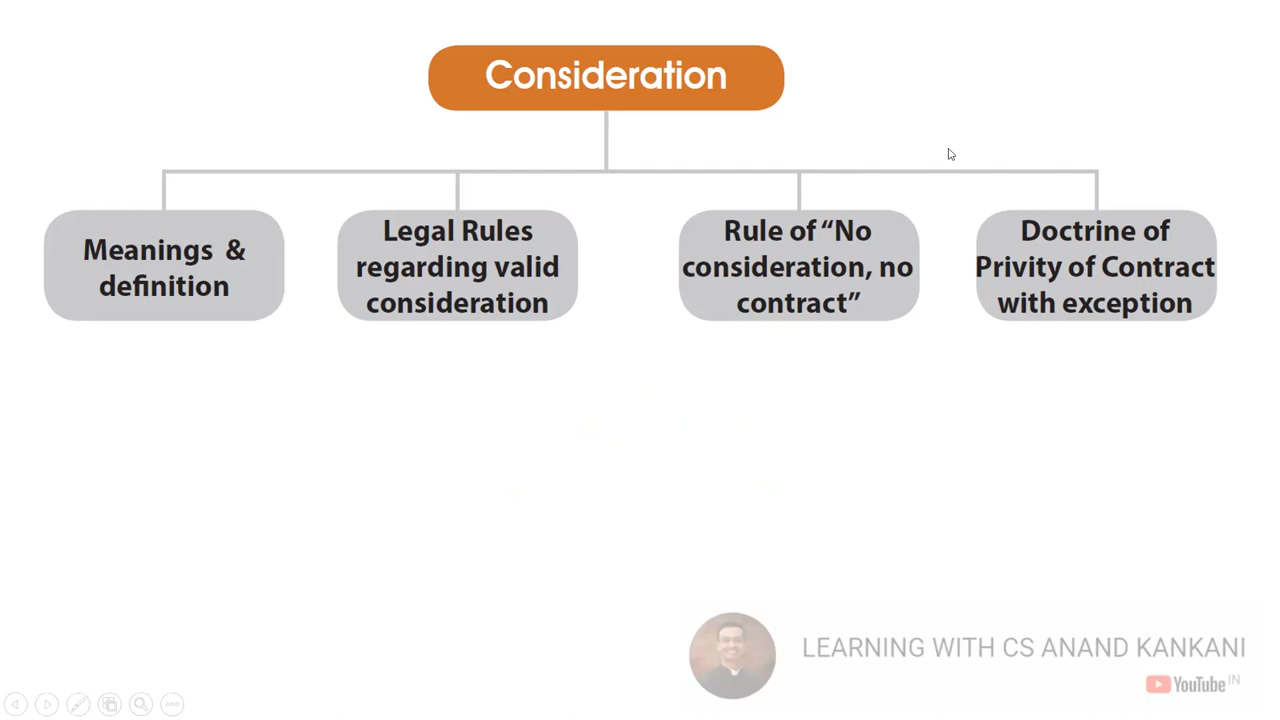 Consideration
Meanings & definition
Legal Rules regarding valid consideration
Rule of “No consideration, no contract”
Doctrine of Privity of Contract with exception
LEARNING WITH CS ANAND KANKANI
YouTube IN